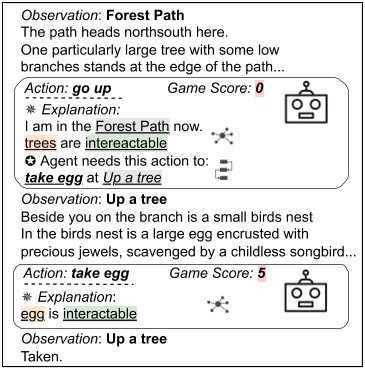 Observation: Forest Path
The path heads northsouth here.
One particularly large tree with some low
branches stands at the edge of the path...
Action: go up Game Score: 0
✵ Explanation:
I am in the Forest Path now.
trees are intereactable
✪ Agent needs this action to:
take egg at Up a tree
Observation: Up a tree
Beside you on the branch is a small birds nest
In the birds nest is a large egg encrusted with
precious jewels, scavenged by a childless songbird...
Action: take egg Game Score: 5
✵ Explanation:
egg is interactable
Observation: Up a tree
Taken.